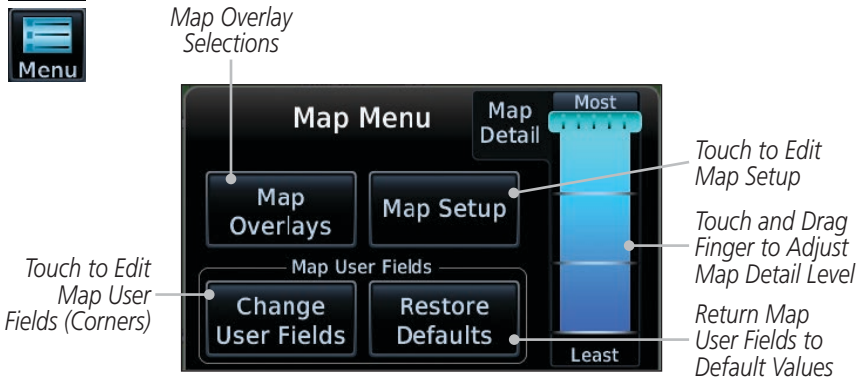 Menu
Map Overlay
Selections
Map Menu
Map
Detail
Most
Map
Overlays
Map Setup
Map User Fields
Change
User Fields
Restore
Defaults
Least
Touch to Edit
Map User
Fields (Corners)
Touch to Edit
Map Setup
Touch and Drag
Finger to Adjust
Map Detail Level
Return Map
User Fields to
Default Values